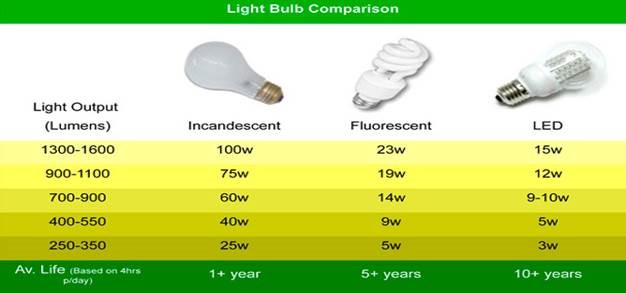 Light Bulb Comparison
Light Output
(Lumens) Incandescent Fluorescent LED
1300-1600 100w 23w 15w
900-1100 75w 19w 12w
700-900 60w 14w 9-10w
400-550 40w 9w 5w
250-350 25w 5w 3w
Av. Life (Based on 4hrs
p/day) 1+ year 5+ years 10+ years